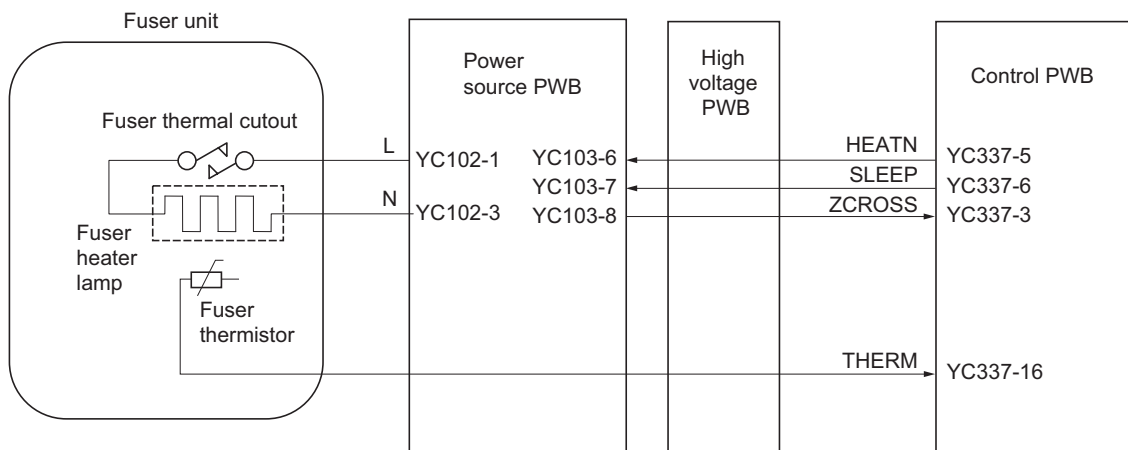 Fuser unit
Power
source PWB
High
voltage
PWB
Control PWB
Fuser thermal cutout
L
YC102-1
YC103-6
HEATN
YC337-5
YC103-7
SLEEP
YC337-6
N
YC102-3
YC103-8
ZCROSS
YC337-3
Fuser
heater
lamp
Fuser
thermistor
THERM
YC337-16